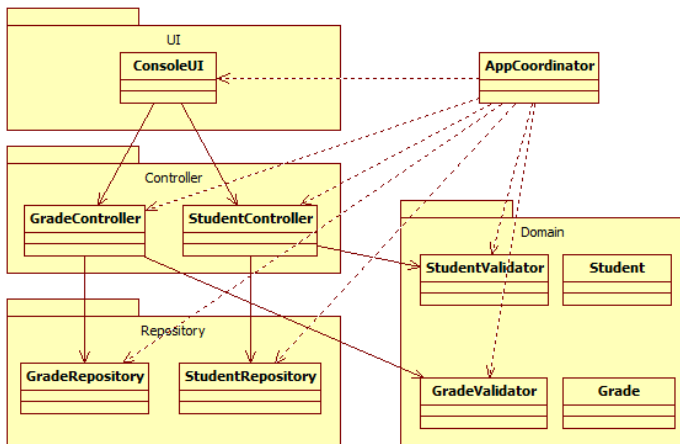 UI
ConsoleUI
AppCoordinator
Controller
GradeController
StudentController
Domain
StudentValidator
Student
Repository
GradeRepository
StudentRepository
GradeValidator
Grade